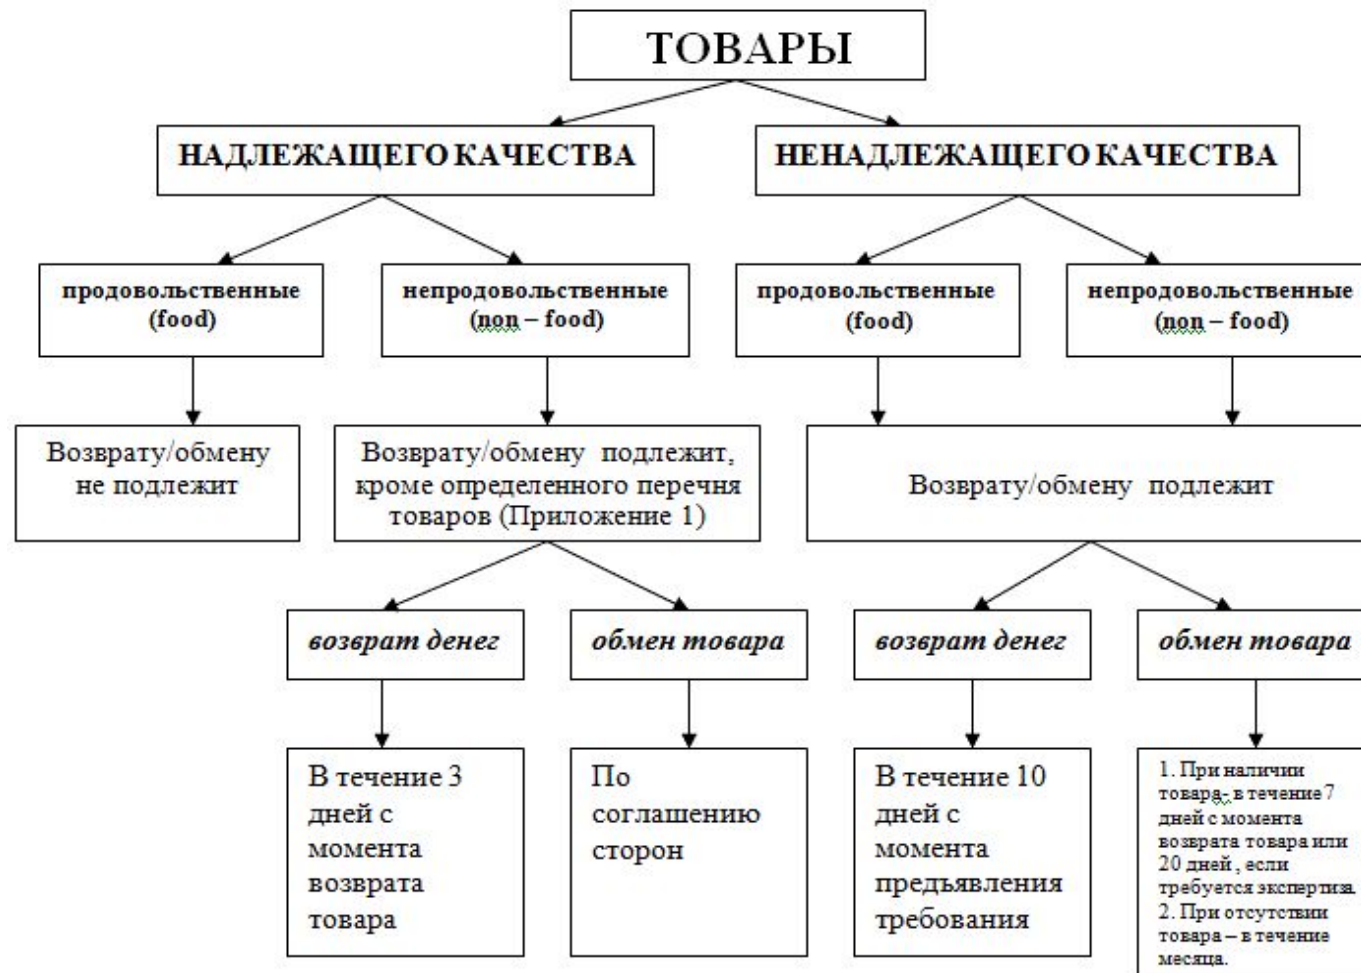 ТОВАРЫ
НАДЛЕЖАЩЕГО КАЧЕСТВА
НЕНАДЛЕЖАЩЕГО КАЧЕСТВА
продовольственные
(food)
непродовольственные
(non – food)
продовольственные
(food)
непродовольственные
(non – food)
Возврату/обмену
не подлежит
Возврату/обмену подлежит,
кроме определенного перечня
товаров (Приложение 1)
Возврату/обмену подлежит
возврат денег
обмен товара
возврат денег
обмен товара
В течение 3
дней с
момента
возврата
товара
По
соглашению
сторон
В течение 10
дней с
момента
предъявления
требования
1. При наличии
товара- в течение 7
дней с момента
возврата товара или
20 дней , если
требуется экспертиза.
2. При отсутствии
товара – в течение
месяца.